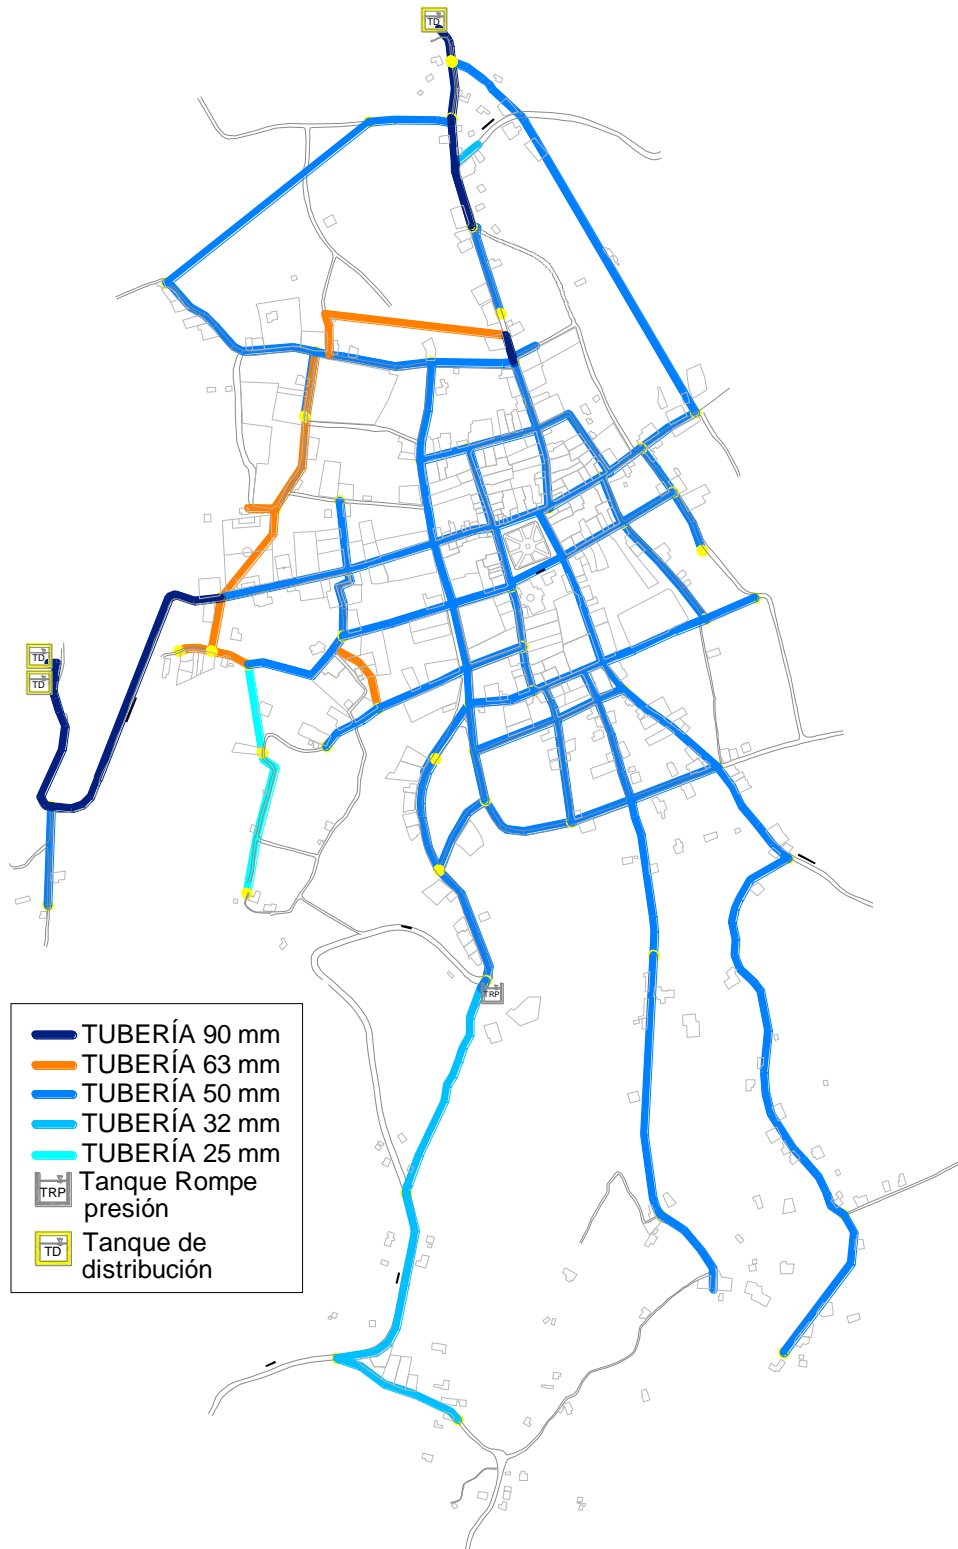 TD
TD
TD
TRP
TUBERÍA 90 mm
TUBERÍA 63 mm
TUBERÍA 50 mm
TUBERÍA 32 mm
TUBERÍA 25 mm
TRP
Tanque Rompe
presión
TD
Tanque de
distribución